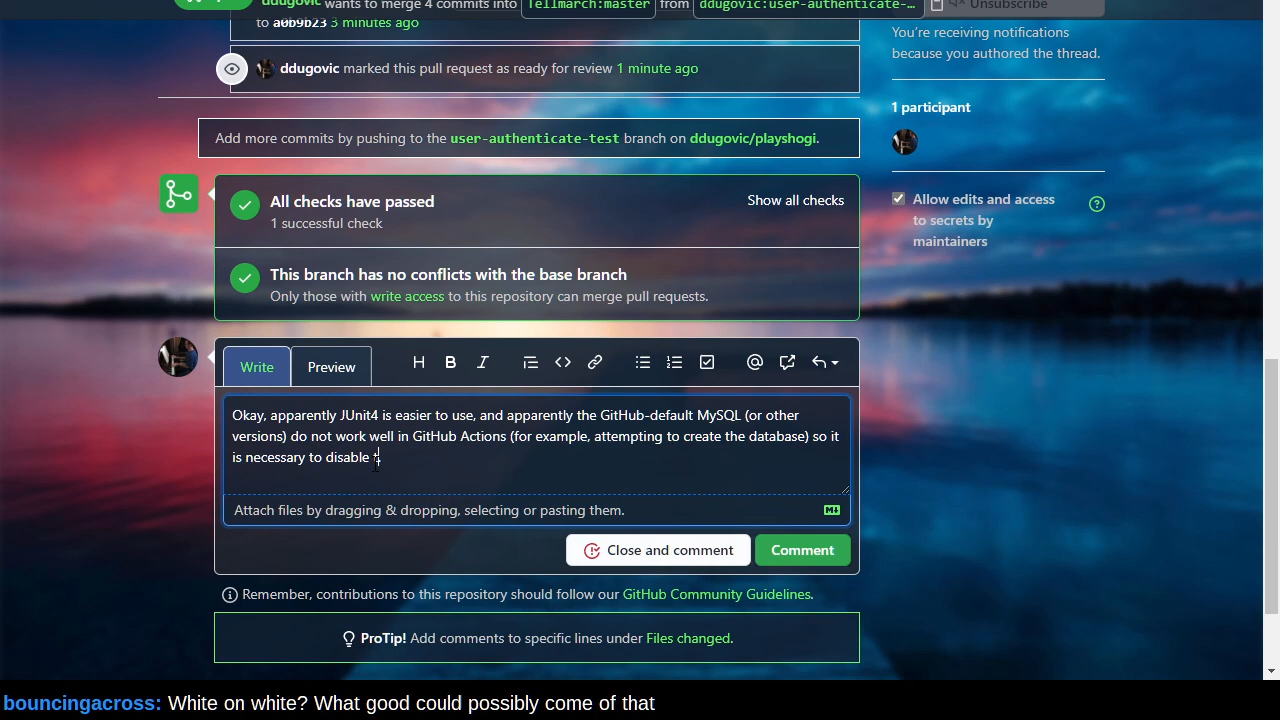 ddugovic wants to merge 4 commits into Tellmarch:master from ddugovic:user-authenticate-… Unsubscribe
to a0b9b23 3 minutes ago
You're receiving notifications
because you authored the thread.
ddugovic marked this pull request as ready for review 1 minute ago
1 participant
Add more commits by pushing to the user-authenticate-test branch on ddugovic/playshogi.
All checks have passed
Show all checks
1 successful check
Allow edits and access
to secrets by
maintainers
This branch has no conflicts with the base branch
Only those with write access to this repository can merge pull requests.
Write
Preview
Okay, apparently JUnit4 is easier to use, and apparently the GitHub-default MySQL (or other
versions) do not work well in GitHub Actions (for example, attempting to create the database) so it
is necessary to disable t
Attach files by dragging & dropping, selecting or pasting them.
Close and comment
Comment
Remember, contributions to this repository should follow our GitHub Community Guidelines.
ProTip! Add comments to specific lines under Files changed.
bouncingacross: White on white? What good could possibly come of that